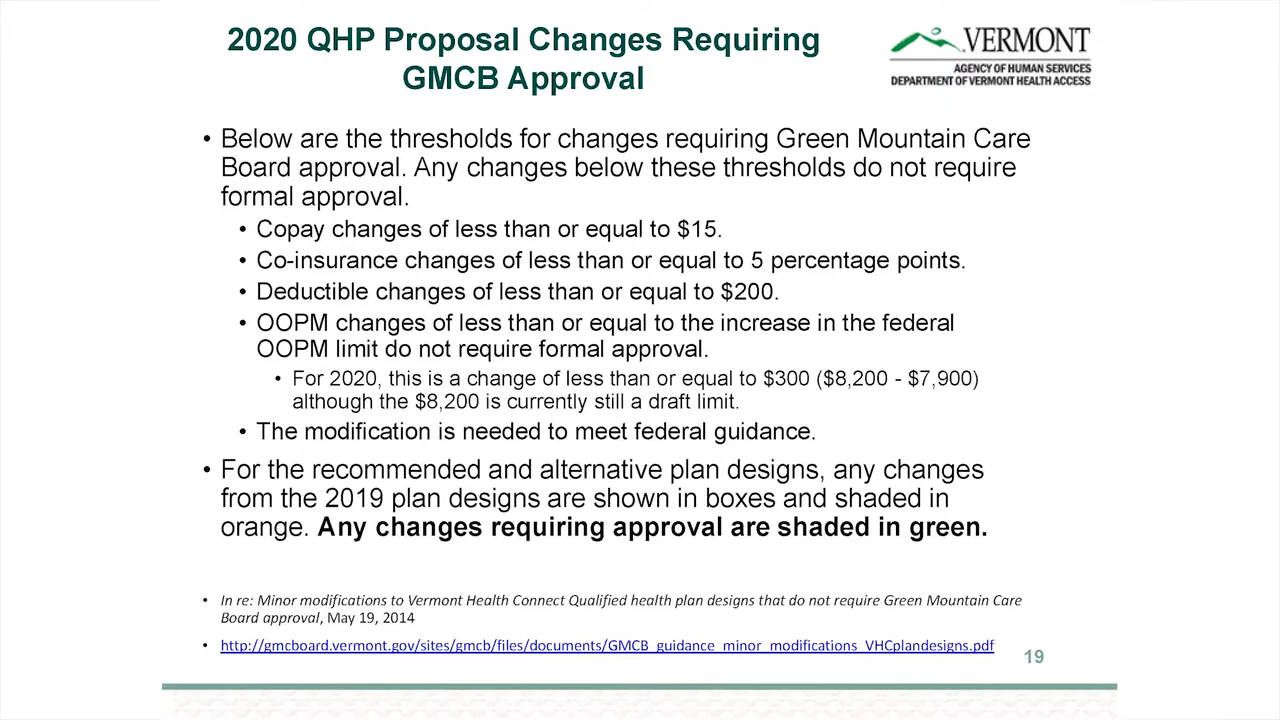 2020 QHP Proposal Changes Requiring
GMCB Approval
VERMONT
AGENCY OF HUMAN SERVICES
DEPARTMENT OF VERMONT HEALTH ACCESS
• Below are the thresholds for changes requiring Green Mountain Care
Board approval. Any changes below these thresholds do not require
formal approval.
• Copay changes of less than or equal to $15.
• Co-insurance changes of less than or equal to 5 percentage points.
• Deductible changes of less than or equal to $200.
• OOPM changes of less than or equal to the increase in the federal
OOPM limit do not require formal approval.
• For 2020, this is a change of less than or equal to $300 ($8,200 - $7,900)
although the $8,200 is currently still a draft limit.
• The modification is needed to meet federal guidance.
• For the recommended and alternative plan designs, any changes
from the 2019 plan designs are shown in boxes and shaded in
orange. Any changes requiring approval are shaded in green.
• In re: Minor modifications to Vermont Health Connect Qualified health plan designs that do not require Green Mountain Care
Board approval, May 19, 2014
• http://gmcboard.vermont.gov/sites/gmcb/files/documents/GMCB_guidance_minor_modifications_VHCplandesigns.pdf
19